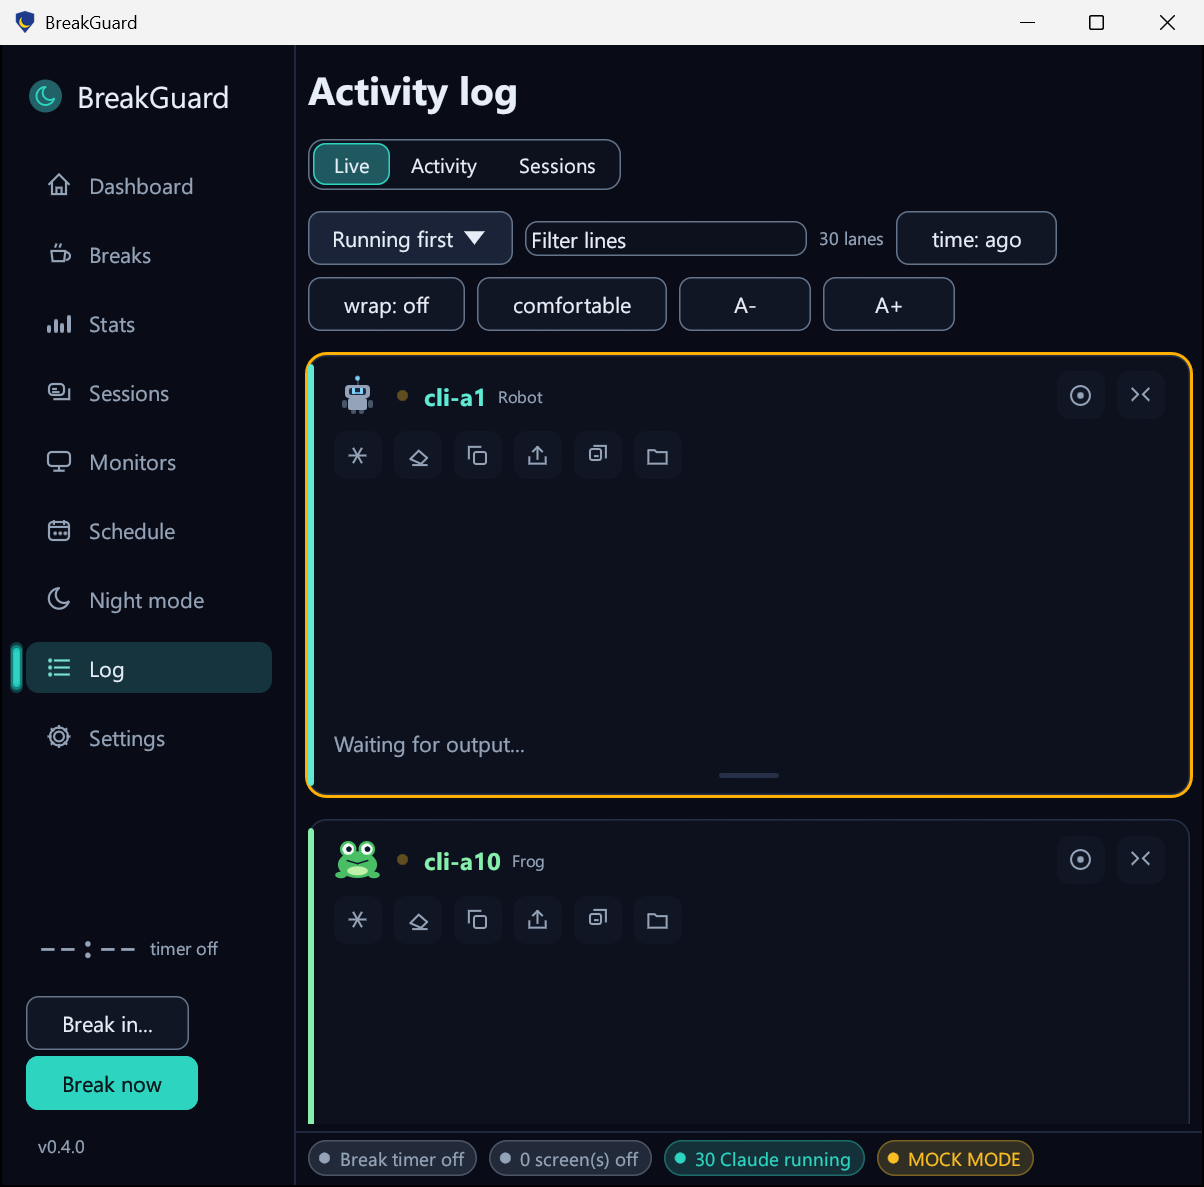 BreakGuard
BreakGuard
Dashboard
Breaks
Stats
Sessions
Monitors
Schedule
Night mode
Log
Settings
--:-- timer off
Break in...
Break now
v0.4.0
Activity log
Live Activity Sessions
Running first Filter lines 30 lanes time: ago
wrap: off comfortable A- A+
cli-a1 Robot
Waiting for output...
cli-a10 Frog
Break timer off 0 screen(s) off 30 Claude running MOCK MODE